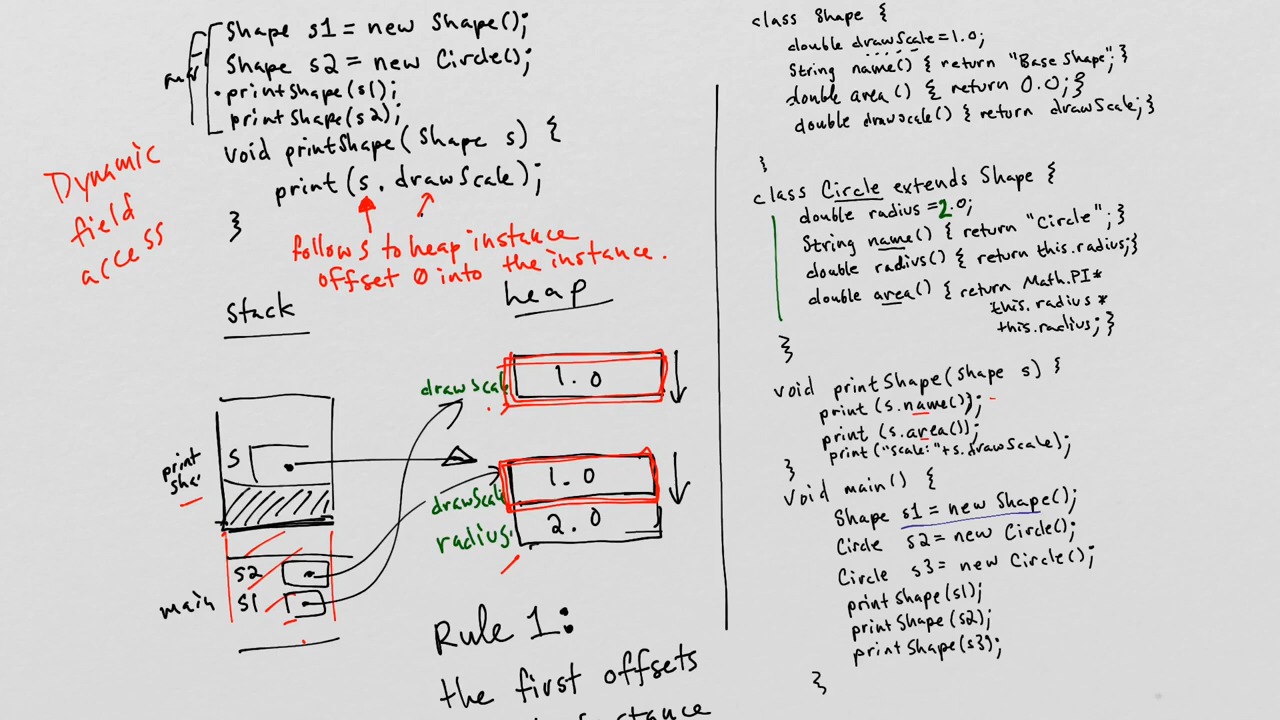 Shape s1 = new Shape();
Shape s2 = new Circle();
printShape(s1);
printShape(s2);
void printShape(Shape s) {
print (s.drawScale);
}
Dynamic
field
access
follow s to heap instance
offset 0 into the instance.
Stack
heap
drawScal
1.0
print
sha
S
drawScal
radius.
1.0
2.0
main
s2
s1
Rule 1:
the first offsets
class Shape {
double drawScale=1.0;
String name() { return "Base Shape"; }
double area() { return 0.0; }
double drawscale() { return drawScale; }
}
class Circle extends Shape {
double radius = 2.0;
String name() { return "Circle"; }
double radius() { return this.radius; }
double area() { return Math.PI*
this.radius *
this.radius; }
}
void printShape(Shape s) {
print (s.name());
print (s.area());
print("scale:"+s.drawScale);
}
void main() {
Shape s1 = new Shape();
Circle s2 = new Circle();
Circle s3 = new Circle();
printShape(s1);
printShape(s2);
printShape(s3);
}